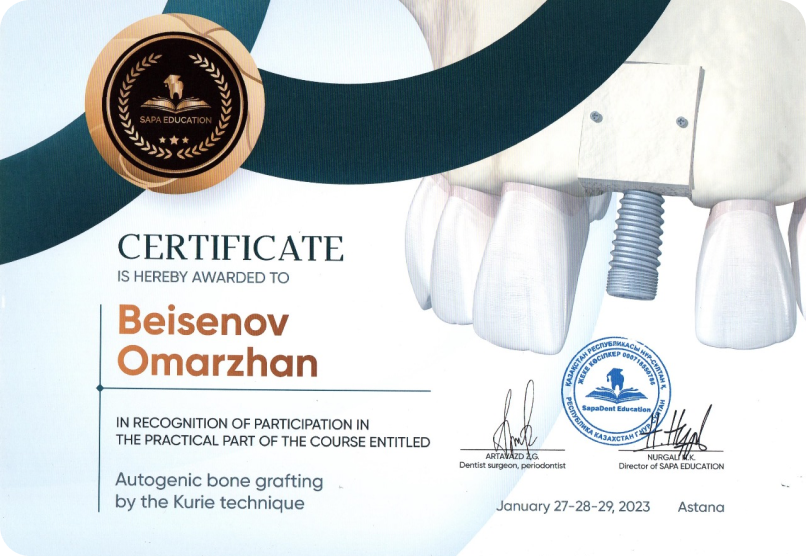 SAPA EDUCATION
CERTIFICATE
IS HEREBY AWARDED TO
Beisenov
Omarzhan
IN RECOGNITION OF PARTICIPATION IN
THE PRACTICAL PART OF THE COURSE ENTITLED
Autogenic bone grafting
by the Kurie technique
ҚАЗАҚСТАН РЕСПУБЛИКАСЫ НҰР-СҰЛТАН Қ.
ЖЕКЕ КӘСІПКЕР
SapaDent Education
РЕСПУБЛИКА КАЗАХСТАН Г.НУР-СУЛТАН
ARTAVAZD Z.G.
Dentist surgeon, periodontist
NURGALI N.K.
Director of SAPA EDUCATION
January 27-28-29, 2023 Astana